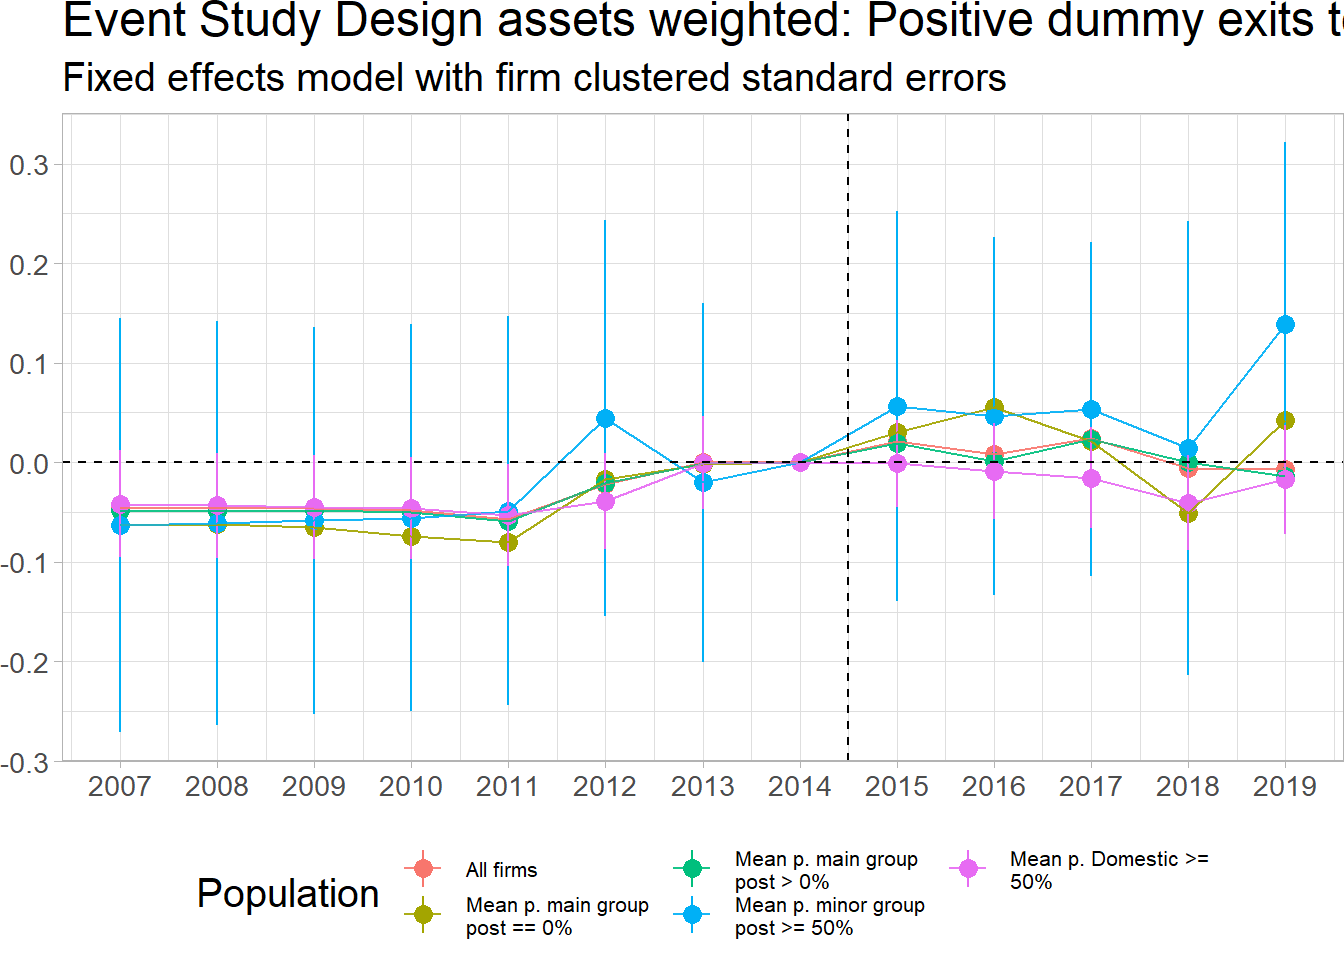 Event Study Design assets weighted: Positive dummy exits
Fixed effects model with firm clustered standard errors
0.3
0.2
0.1
0.0
-0.1
-0.2
-0.3
2007 2008 2009 2010 2011 2012 2013 2014 2015 2016 2017 2018 2019
Population
All firms
Mean p. main group
post == 0%
Mean p. main group
post > 0%
Mean p. minor group
post >= 50%
Mean p. Domestic >=
50%